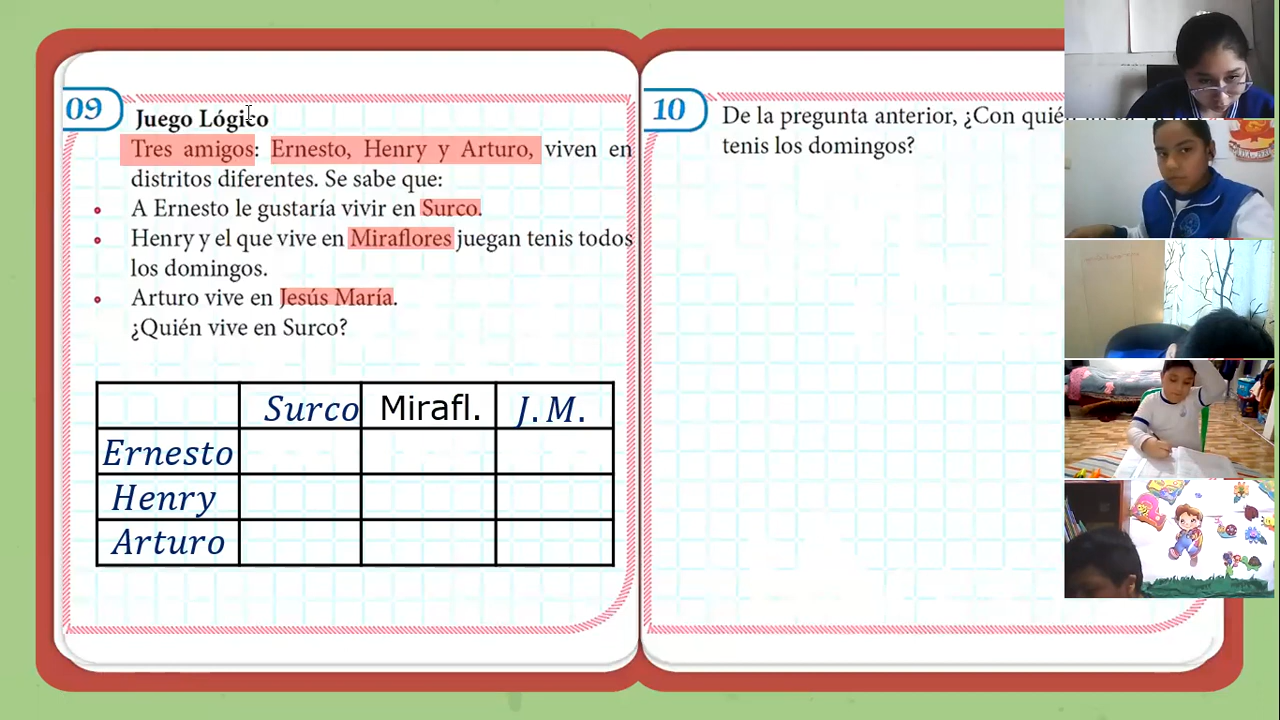 09
Juego Lógico
Tres amigos: Ernesto, Henry y Arturo, viven en
distritos diferentes. Se sabe que:
A Ernesto le gustaría vivir en Surco.
Henry y el que vive en Miraflores juegan tenis todos
los domingos.
Arturo vive en Jesús María.
¿Quién vive en Surco?
Surco Mirafl. J.M.
Ernesto
Henry
Arturo
10
De la pregunta anterior, ¿Con quién
tenis los domingos?